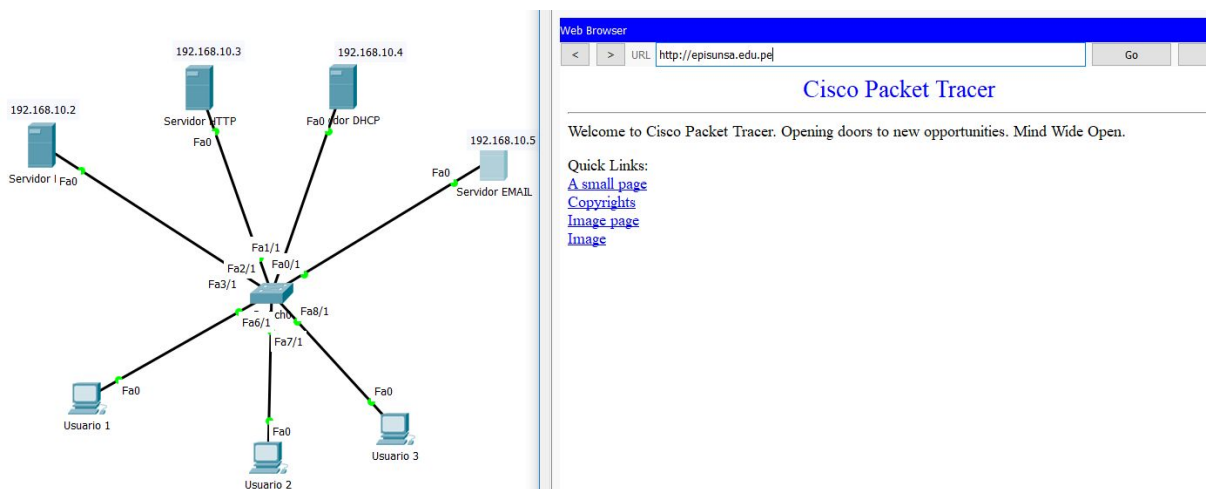 192.168.10.2
Servidor
Fa0
192.168.10.3
Servidor HTTP
Fa0
192.168.10.4
Fa0
dor DHCP
192.168.10.5
Fa0
Servidor EMAIL
Fa1/1
Fa2/1
Fa0/1
Fa3/1
Fa6/1
Fa8/1
Fa7/1
Fa0
Usuario 1
Fa0
Usuario 2
Fa0
Usuario 3
Web Browser
< > URL http://episunsa.edu.pe Go
Cisco Packet Tracer
Welcome to Cisco Packet Tracer. Opening doors to new opportunities. Mind Wide Open.
Quick Links:
A small page
Copyrights
Image page
Image